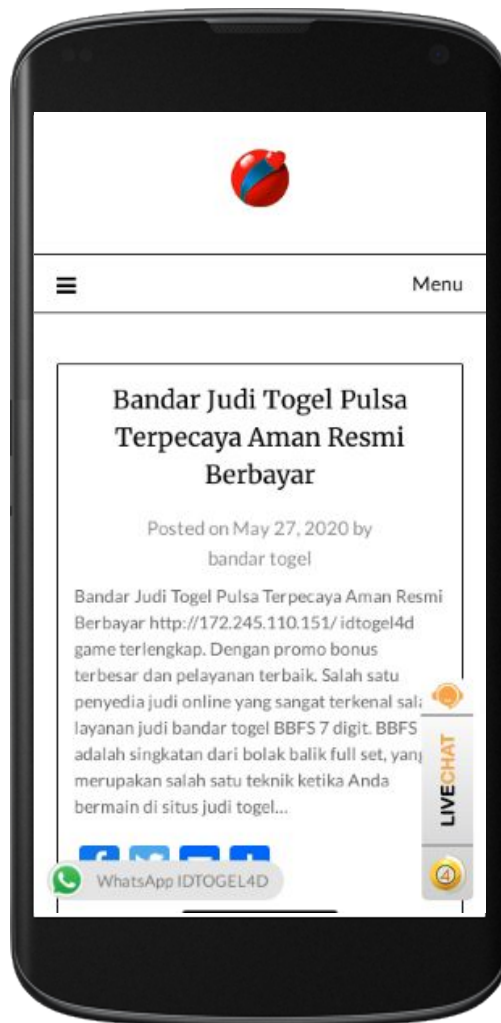 Menu
Bandar Judi Togel Pulsa
Terpecaya Aman Resmi
Berbayar
Posted on May 27, 2020 by
bandar togel
Bandar Judi Togel Pulsa Terpecaya Aman Resmi
Berbayar http://172.245.110.151/ idtogel4d
game terlengkap. Dengan promo bonus
terbesar dan pelayanan terbaik. Salah satu
penyedia judi online yang sangat terkenal
layanan judi bandar togel BBFS 7 digit. BBFS
adalah singkatan dari bolak balik full set,
merupakan salah satu teknik ketika Anda
bermain di situs judi togel...
LIVECHAT
4
WhatsApp IDTOGEL4D